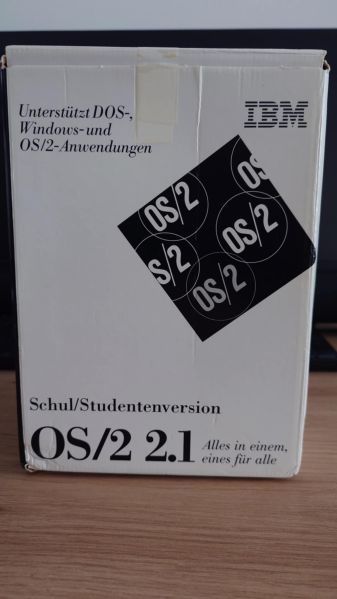 Unterstützt DOS-,
Windows- und
OS/2-Anwendungen
IBM
OS/2
OS/2
OS/2
S/2
OS/2
Schul/Studentenversion
OS/2 2.1
Alles in einem,
eines für alle